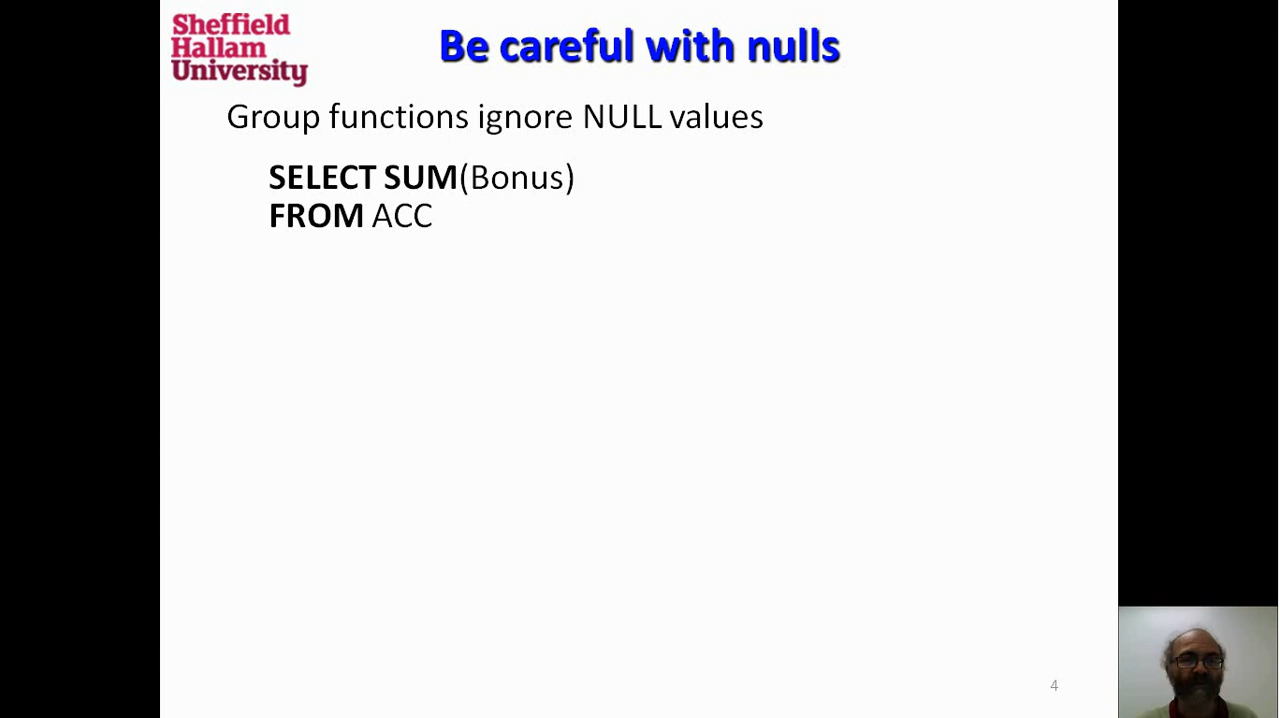 Sheffield
Hallam
University
Be careful with nulls
Group functions ignore NULL values
SELECT SUM(Bonus)
FROM ACC
4